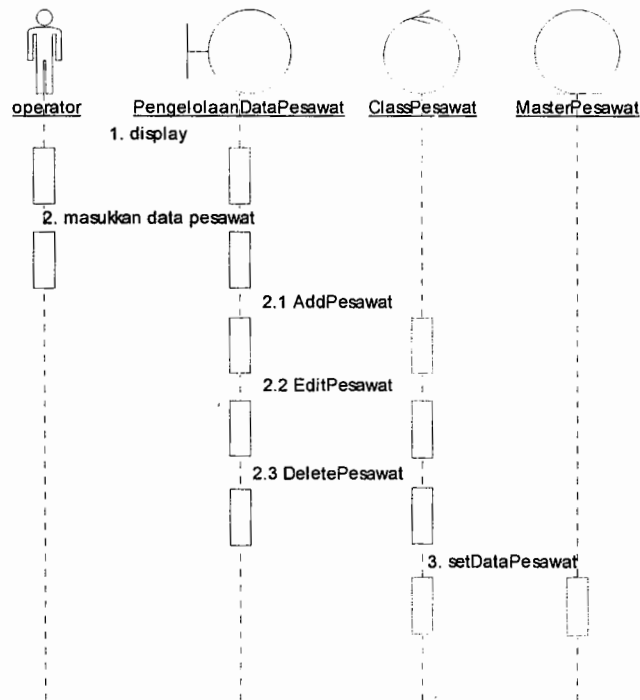 operator
PengelolaanDataPesawat
ClassPesawat
MasterPesawat
1. display
2. masukkan data pesawat
2.1 AddPesawat
2.2 EditPesawat
2.3 DeletePesawat
3. setDataPesawat